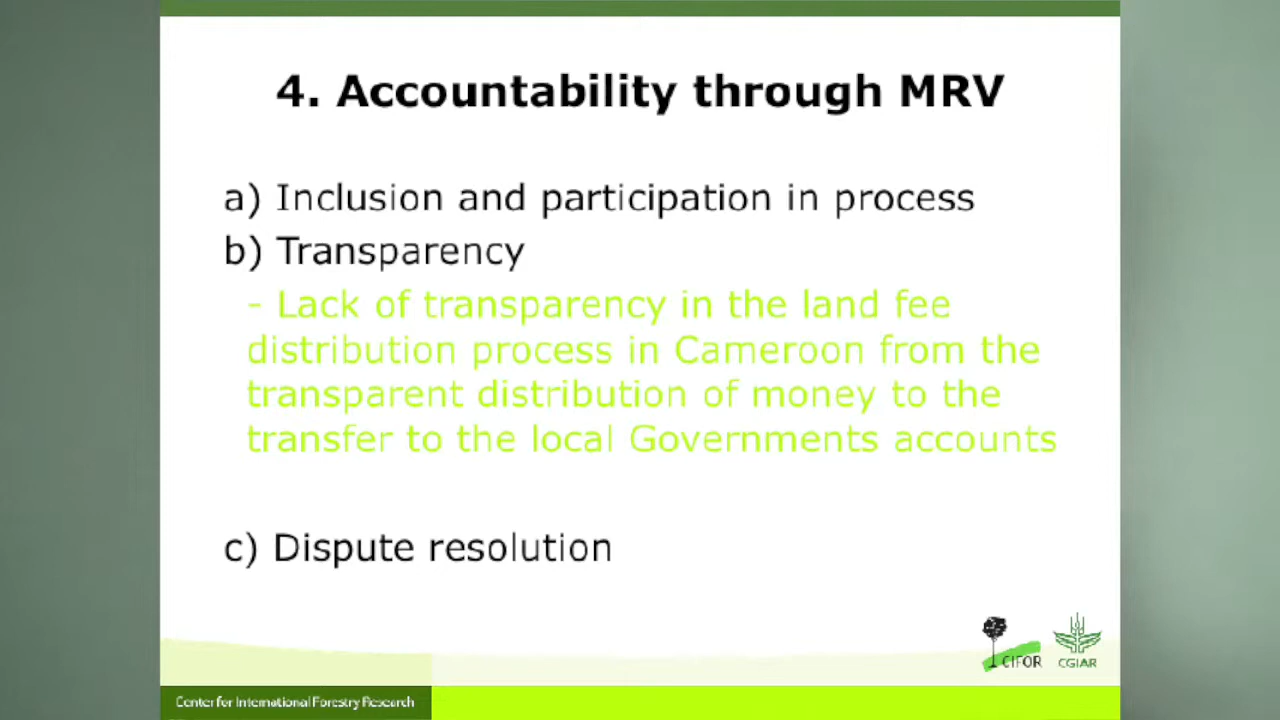 4. Accountability through MRV
a) Inclusion and participation in process
b) Transparency
- Lack of transparency in the land fee
distribution process in Cameroon from the
transparent distribution of money to the
transfer to the local Governments accounts
c) Dispute resolution
CIFOR
CGIAR
Center for International Forestry Research